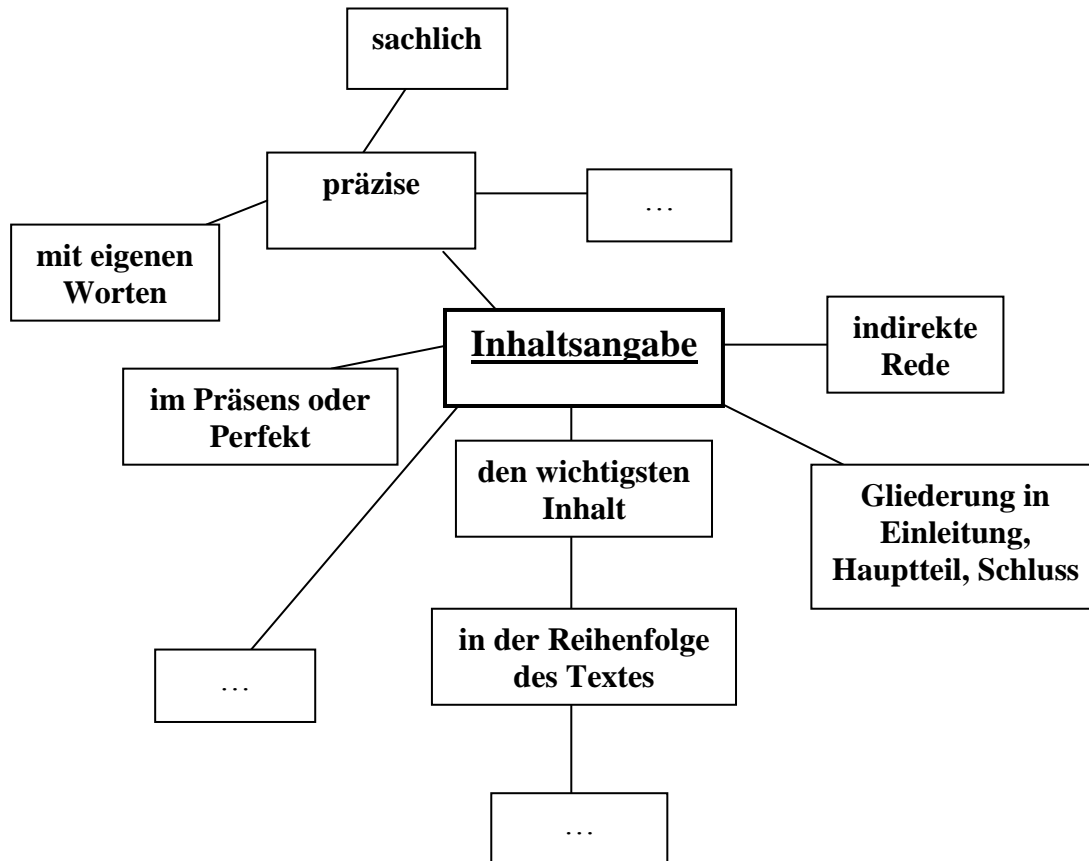 sachlich
präzise
…
mit eigenen
Worten
Inhaltsangabe
indirekte
Rede
im Präsens oder
Perfekt
den wichtigsten
Inhalt
Gliederung in
Einleitung,
Hauptteil, Schluss
in der Reihenfolge
des Textes
…
…